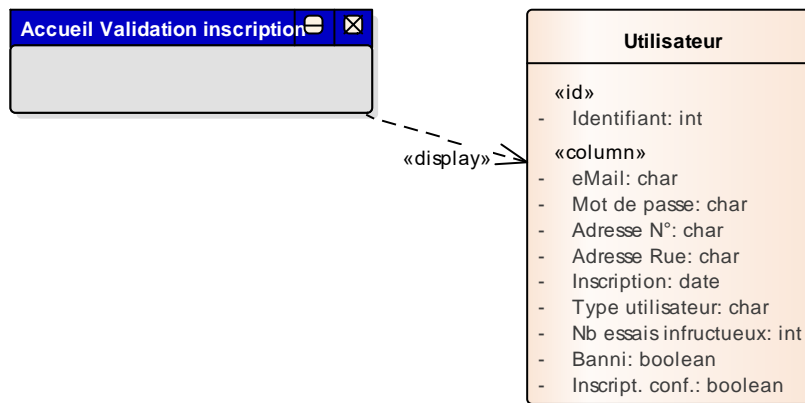 Accueil Validation inscription
«display»
Utilisateur
«id»
- Identifiant: int
«column»
- eMail: char
- Mot de passe: char
- Adresse N°: char
- Adresse Rue: char
- Inscription: date
- Type utilisateur: char
- Nb essais infructueux: int
- Banni: boolean
- Inscript. conf.: boolean